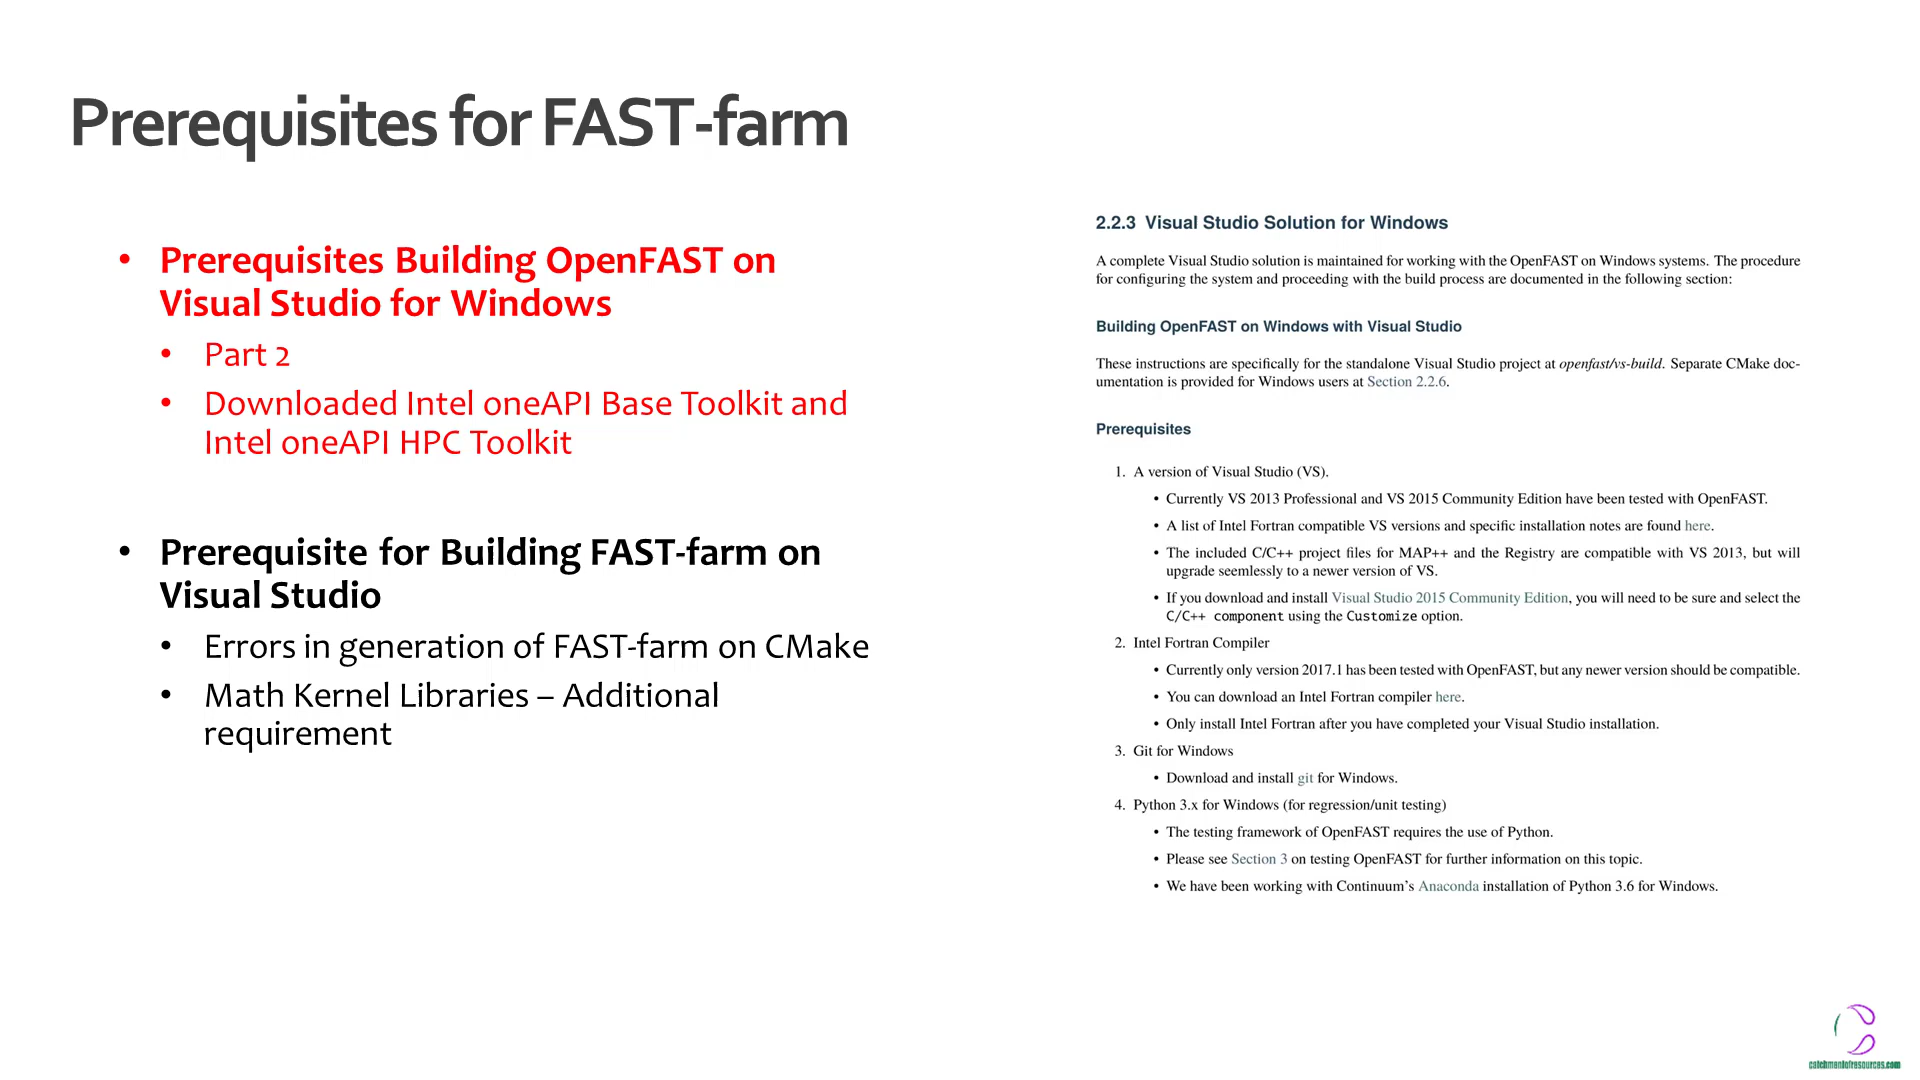 Prerequisites for FAST-farm
• Prerequisites Building OpenFAST on
Visual Studio for Windows
• Part 2
• Downloaded Intel oneAPI Base Toolkit and
Intel oneAPI HPC Toolkit
• Prerequisite for Building FAST-farm on
Visual Studio
• Errors in generation of FAST-farm on CMake
• Math Kernel Libraries – Additional
requirement
2.2.3 Visual Studio Solution for Windows
A complete Visual Studio solution is maintained for working with the OpenFAST on Windows systems. The procedure
for configuring the system and proceeding with the build process are documented in the following section:
Building OpenFAST on Windows with Visual Studio
These instructions are specifically for the standalone Visual Studio project at openfast/vs-build. Separate CMake doc-
umentation is provided for Windows users at Section 2.2.6.
Prerequisites
1. A version of Visual Studio (VS).
• Currently VS 2013 Professional and VS 2015 Community Edition have been tested with OpenFAST.
• A list of Intel Fortran compatible VS versions and specific installation notes are found here.
• The included C/C++ project files for MAP++ and the Registry are compatible with VS 2013, but will
upgrade seemlessly to a newer version of VS.
• If you download and install Visual Studio 2015 Community Edition, you will need to be sure and select the
C/C++ component using the Customize option.
2. Intel Fortran Compiler
• Currently only version 2017.1 has been tested with OpenFAST, but any newer version should be compatible.
• You can download an Intel Fortran compiler here.
• Only install Intel Fortran after you have completed your Visual Studio installation.
3. Git for Windows
• Download and install git for Windows.
4. Python 3.x for Windows (for regression/unit testing)
• The testing framework of OpenFAST requires the use of Python.
• Please see Section 3 on testing OpenFAST for further information on this topic.
• We have been working with Continuum's Anaconda installation of Python 3.6 for Windows.
catchmentofresources.com